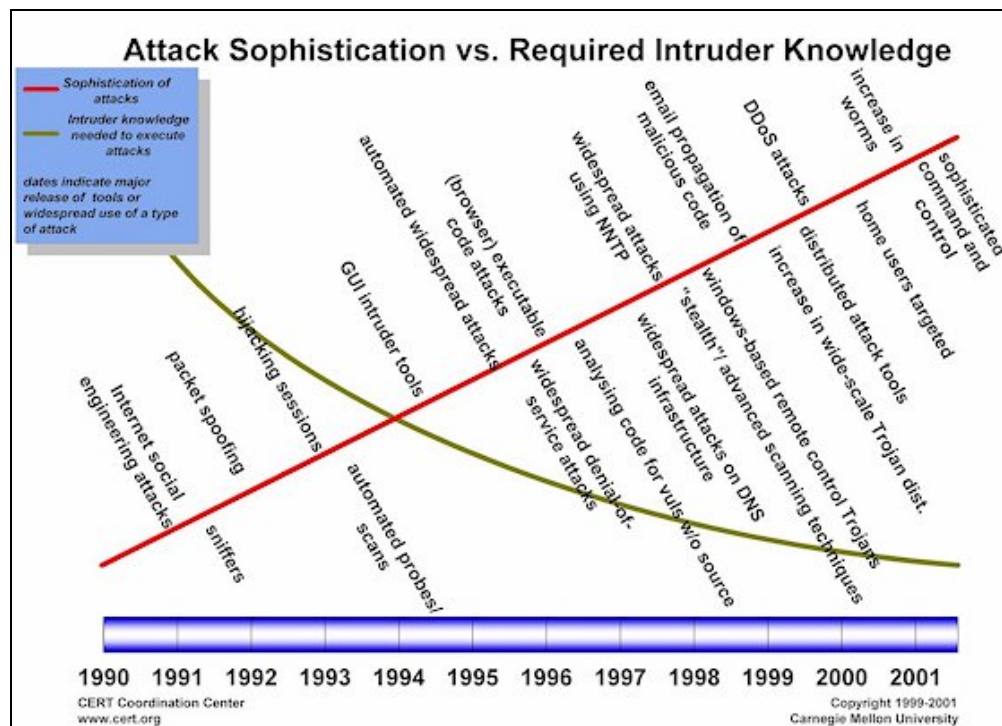 Attack Sophistication vs. Required Intruder Knowledge
Sophistication of
attacks
Intruder knowledge
needed to execute
attacks
dates indicate major
release of tools or
widespread use of a type
of attack
Internet social
engineering attacks
sniffers
packet spoofing
hijacking sessions
automated probes/
scans
GUI intruder tools
automated widespread attacks
widespread denial-of-
service attacks
(browser) executable
code attacks
analysing code for vuls w/o source
widespread attacks
using NNTP
widespread attacks on DNS
infrastructure
"stealth"/ advanced scanning techniques
email propagation of
malicious code
windows-based remote control Trojans
DDoS attacks
increase in wide-scale Trojan dist.
distributed attack tools
increase in
worms
home users targeted
sophisticated
command and
control
1990 1991 1992 1993 1994 1995 1996 1997 1998 1999 2000 2001
CERT Coordination Center
www.cert.org
Copyright 1999-2001
Carnegie Mellon University